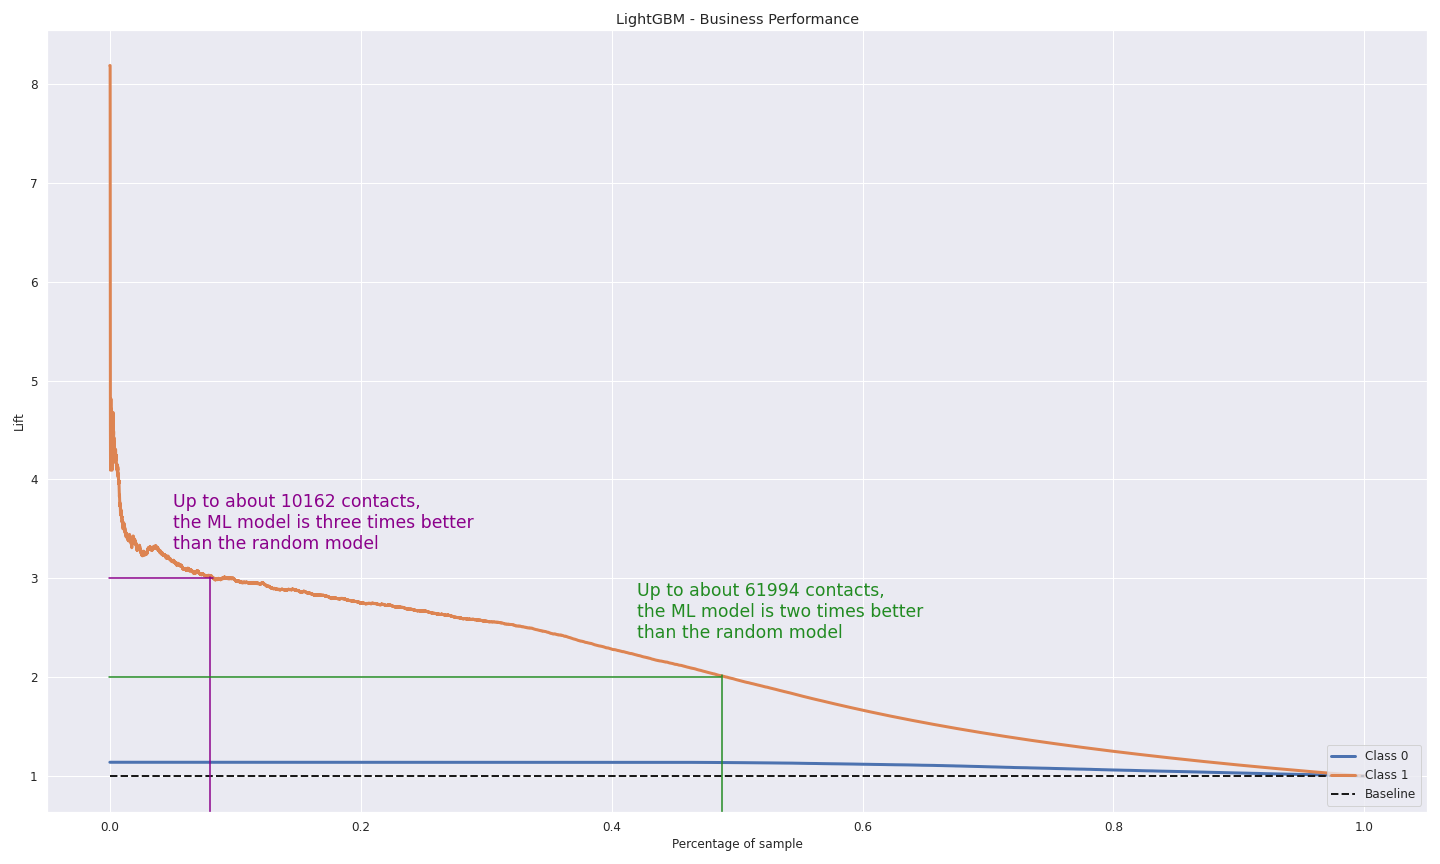 LightGBM - Business Performance
8
7
6
5
4
3
2
1
Lift
Up to about 10162 contacts,
the ML model is three times better
than the random model
Up to about 61994 contacts,
the ML model is two times better
than the random model
Class 0
Class 1
Baseline
0.0
0.2
0.4
0.6
0.8
1.0
Percentage of sample